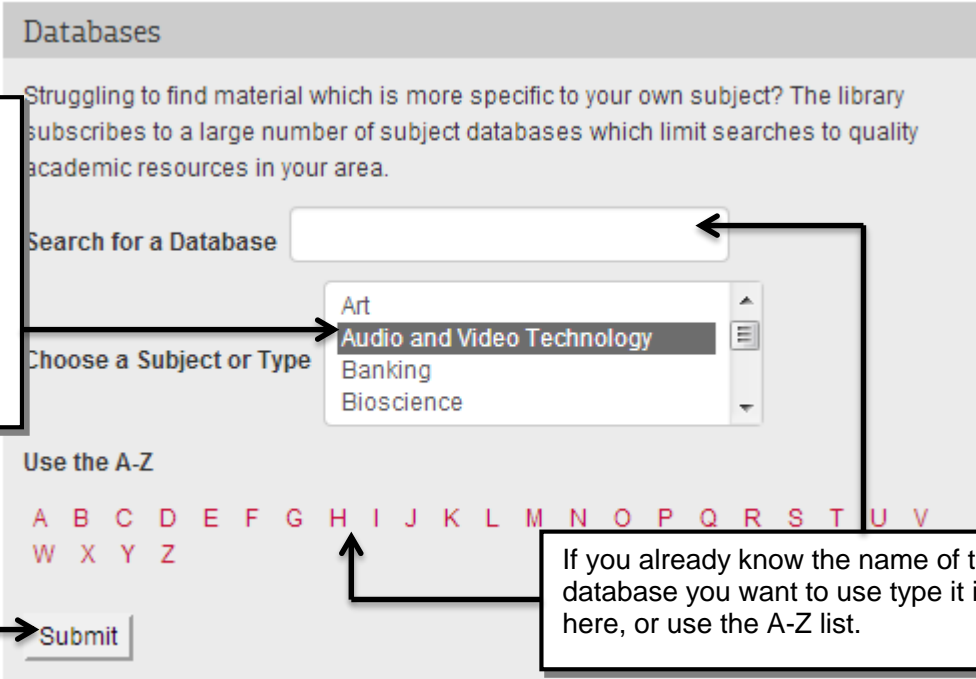 Databases
Struggling to find material which is more specific to your own subject? The library
subscribes to a large number of subject databases which limit searches to quality
academic resources in your area.
Search for a Database
Art
Audio and Video Technology
Choose a Subject or Type
Banking
Bioscience
Use the A-Z
A B C D E F G H I J K L M N O P Q R S T U V
W X Y Z
If you already know the name of
database you want to use type it
here, or use the A-Z list.
Submit